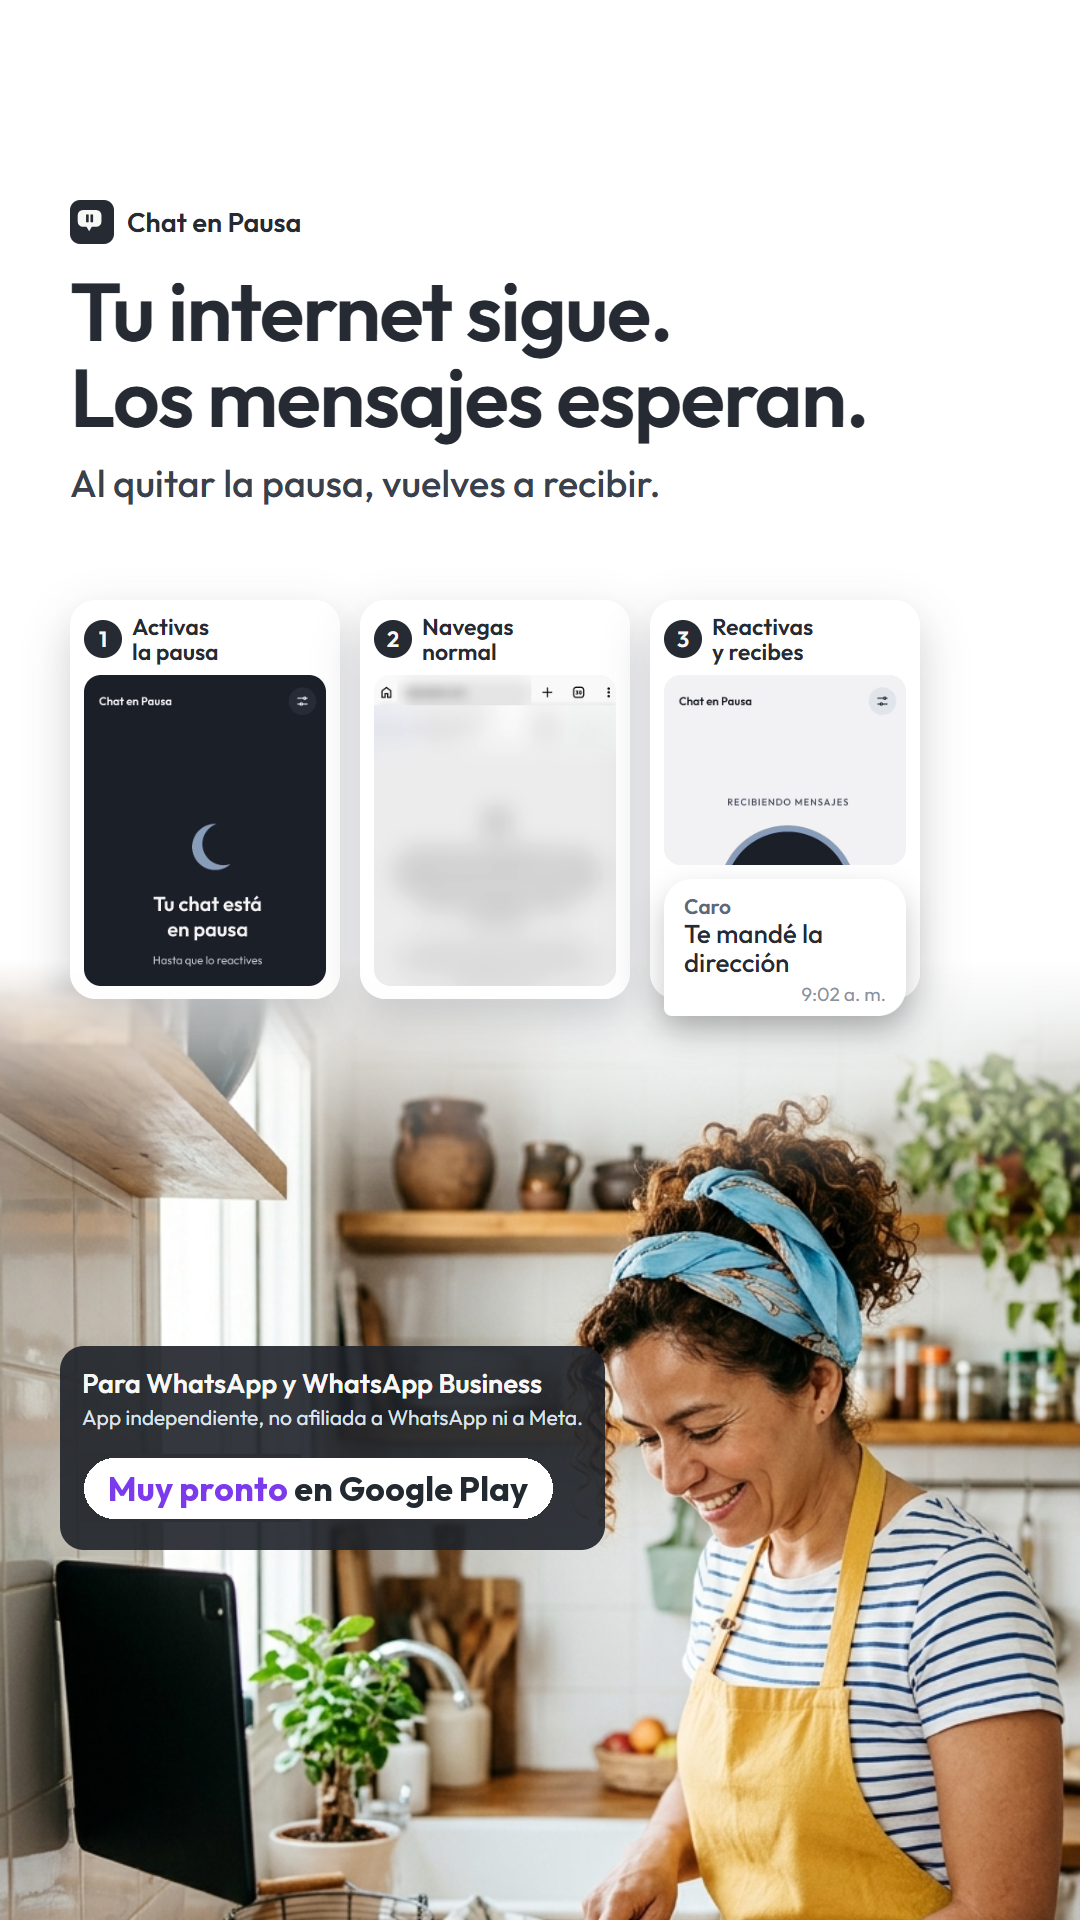 Chat en Pausa
Tu internet sigue.
Los mensajes esperan.
Al quitar la pausa, vuelves a recibir.
1
Activas
la pausa
Chat en Pausa
Tu chat está
en pausa
Hasta que lo reactives
2
Navegas
normal
3
Reactivas
y recibes
Chat en Pausa
RECIBIENDO MENSAJES
Caro
Te mandé la
dirección
9:02 a. m.
Para WhatsApp y WhatsApp Business
App independiente, no afiliada a WhatsApp ni a Meta.
Muy pronto en Google Play